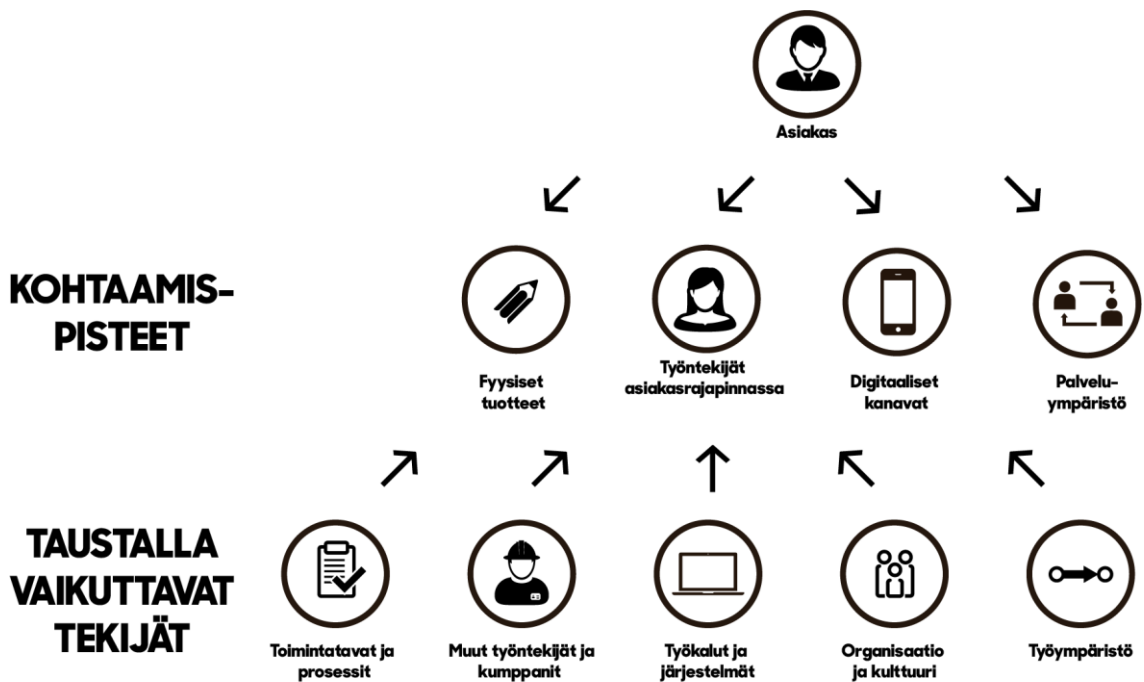 Asiakas
KOHTAAMIS-
PISTEET
Fyysiset
tuotteet
Työntekijät
asiakasrajapinnassa
Digitaaliset
kanavat
Palvelu-
ympäristö
TAUSTALLA
VAIKUTTAVAT
TEKIJÄT
Toimintatavat ja
prosessit
Muut työntekijät ja
kumppanit
Työkalut ja
järjestelmät
Organisaatio
ja kulttuuri
Työympäristö